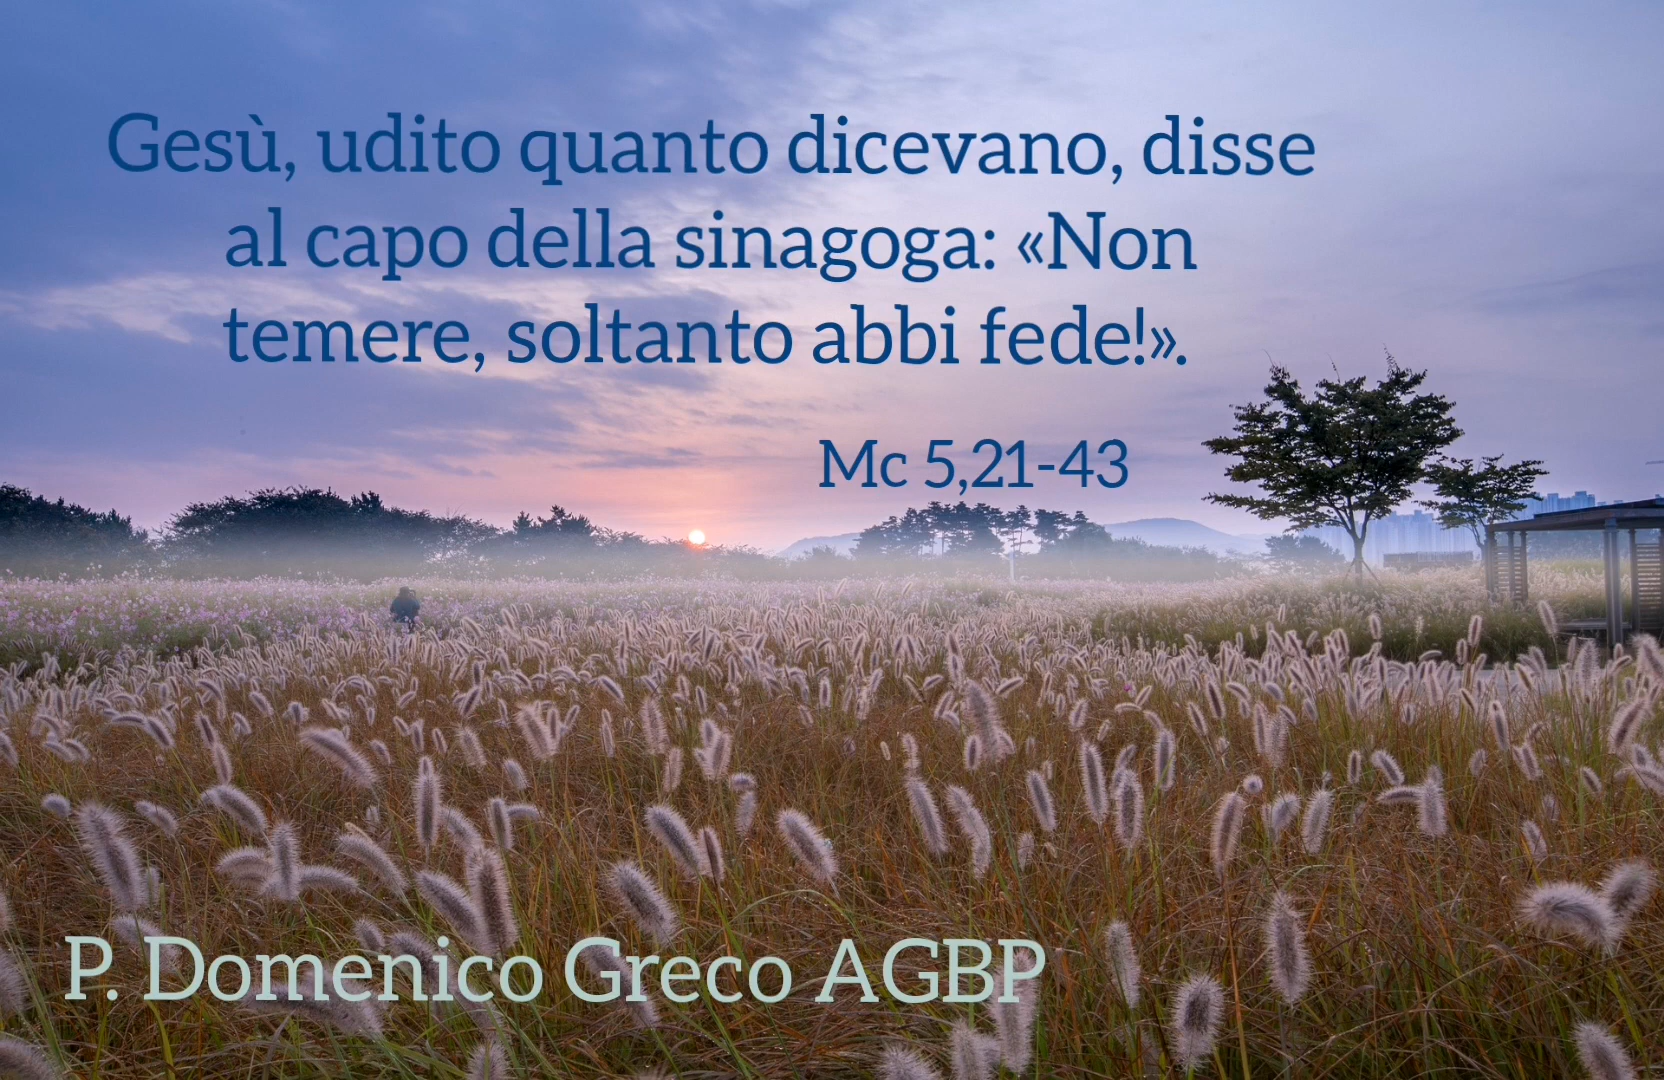 Gesù, udito quanto dicevano, disse
al capo della sinagoga: «Non
temere, soltanto abbi fede!».
Mc 5,21-43
P. Domenico Greco AGBP